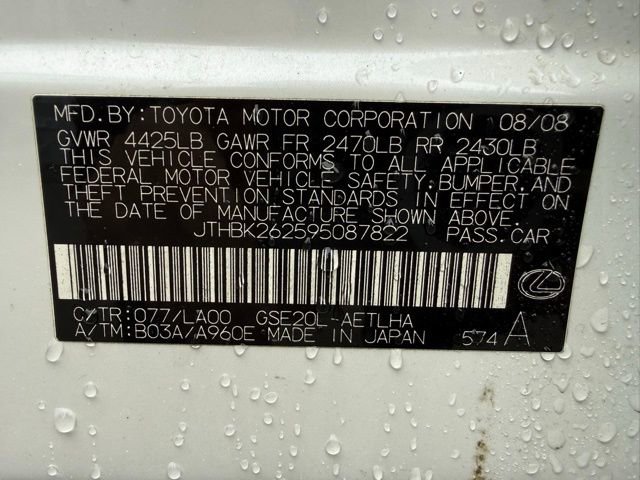 MFD.BY:TOYOTA MOTOR CORPORATION 08/08
GVWR 4425LB GAWR FR 2470LB RR 2430LB
THIS VEHICLE CONFORMS TO ALL APPLICABLE
FEDERAL MOTOR VEHICLE SAFETY,BUMPER,AND
THEFT PREVENTION STANDARDS IN EFFECT ON
THE DATE OF MANUFACTURE SHOWN ABOVE.
JTHBK262595087822 PASS.CAR
C/TR:077/LA00 GSE20L-AETLHA
A/TM:B03A/A960E MADE IN JAPAN 574 A